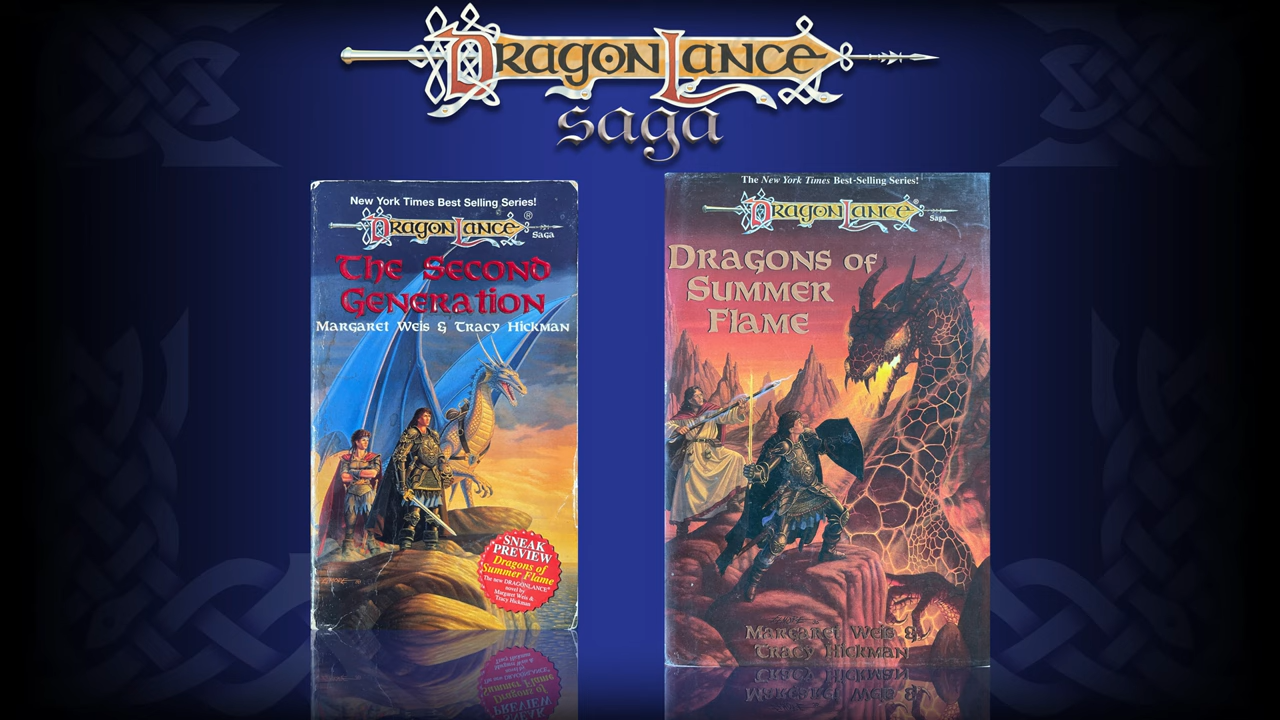 DRAGONLANCE
saga
New York Times Best Selling Series!
DRAGONLANCE®
Saga
The Second
Generation
Margaret Weis & Tracy Hickman
SNEAK
PREVIEW
Dragons of
Summer Flame
The new DRAGONLANCE®
novel by
Margaret Weis &
Tracy Hickman
The New York Times Best-Selling Series!
DRAGONLANCE®
Saga
DRAGONS of
SUMMER
FLAME
Margaret Weis &
Tracy Hickman